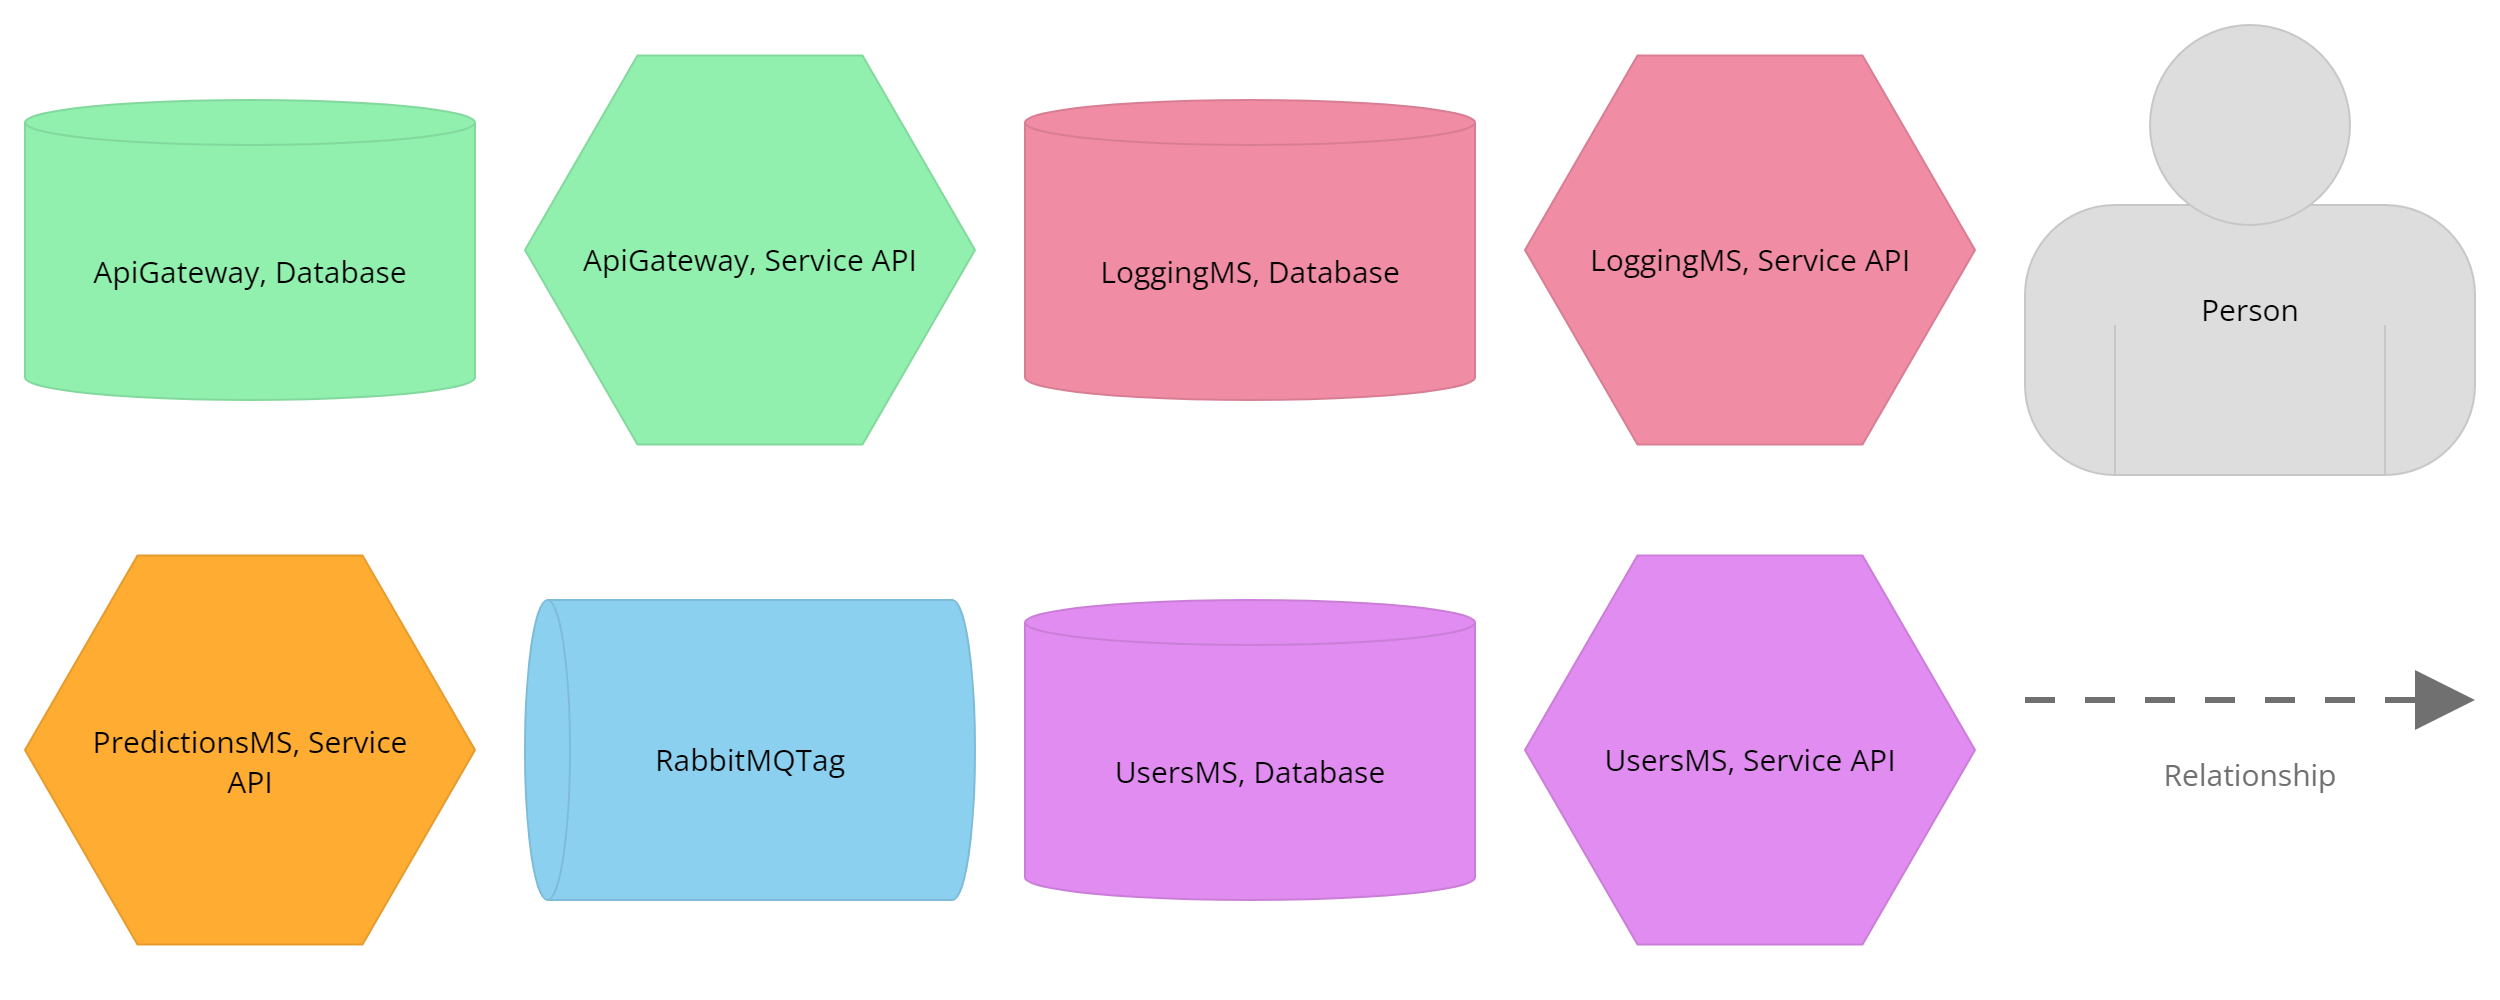 ApiGateway, Database
ApiGateway, Service API
LoggingMS, Database
LoggingMS, Service API
Person
PredictionsMS, Service
API
RabbitMQTag
UsersMS, Database
UsersMS, Service API
Relationship